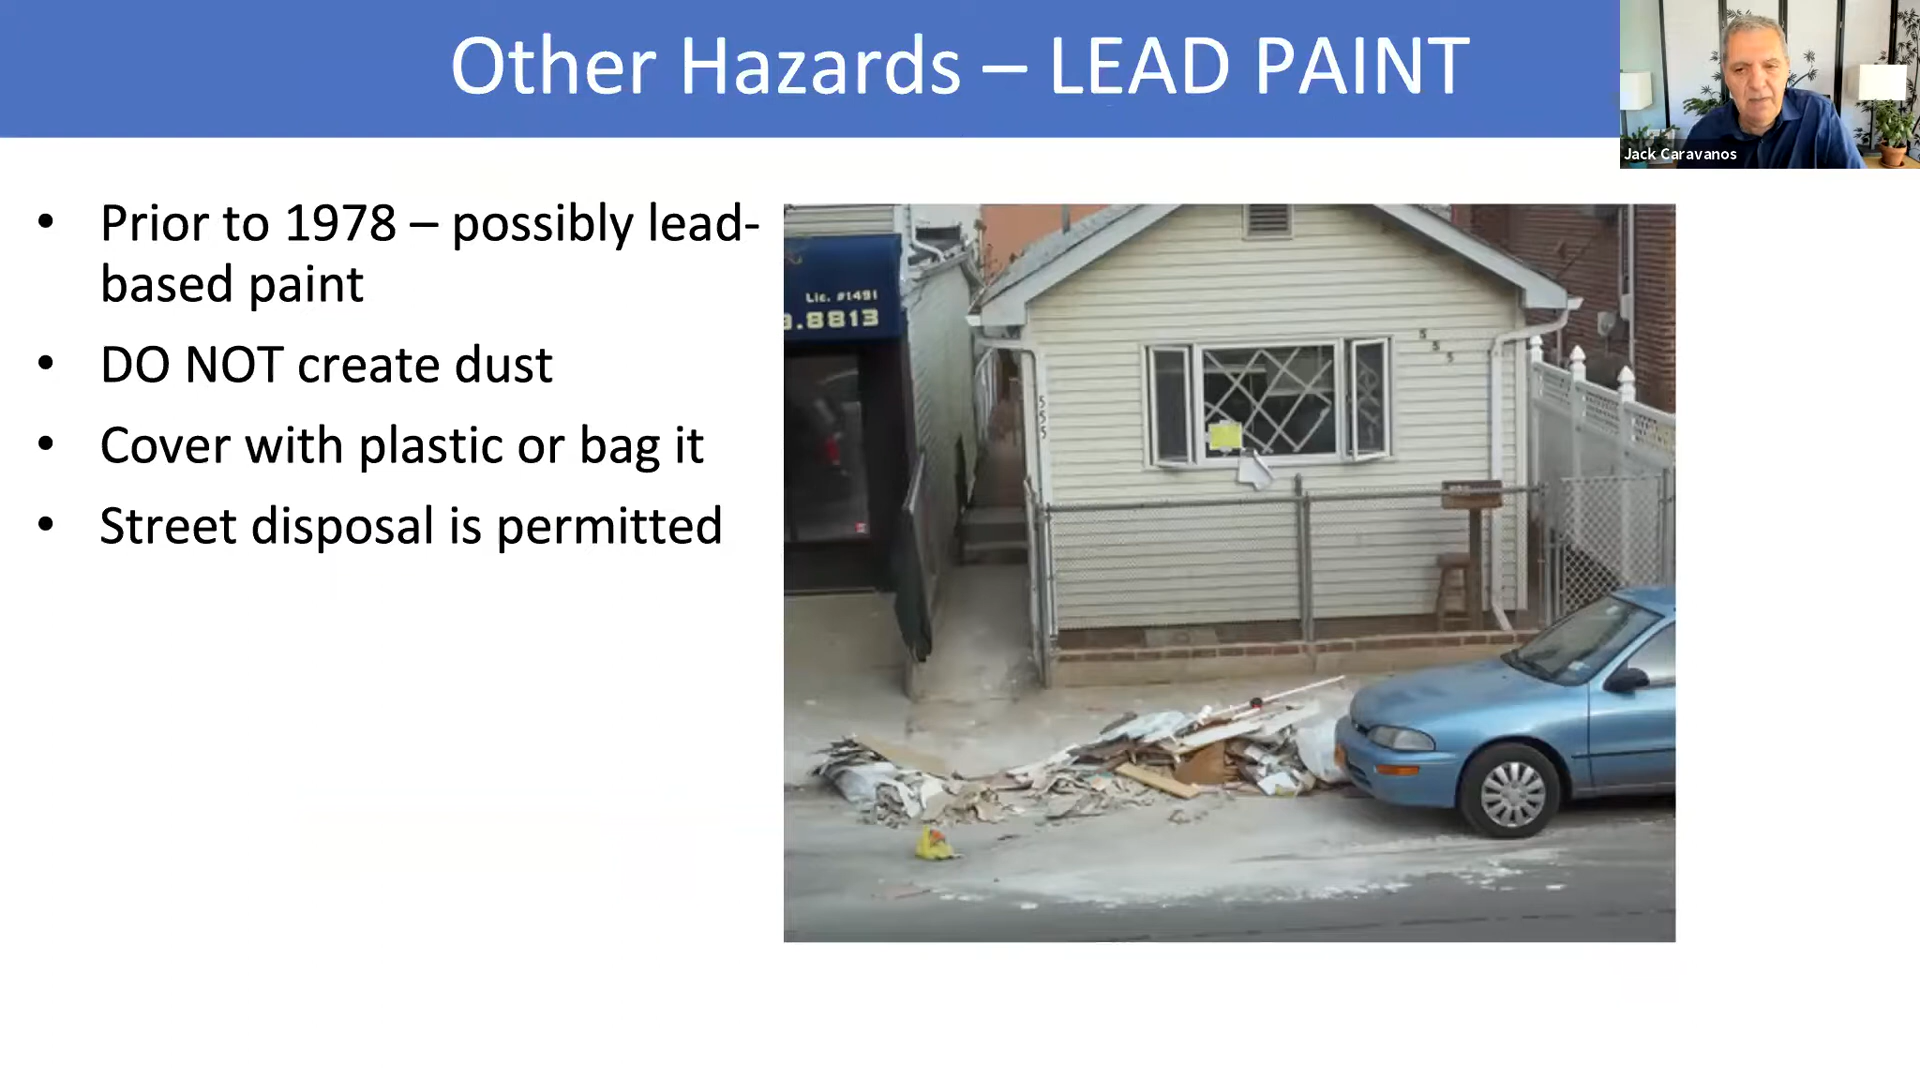 Other Hazards – LEAD PAINT
Jack Caravanos
• Prior to 1978 – possibly lead-
based paint
• DO NOT create dust
• Cover with plastic or bag it
• Street disposal is permitted
Lic. #1491
.8813
555
555